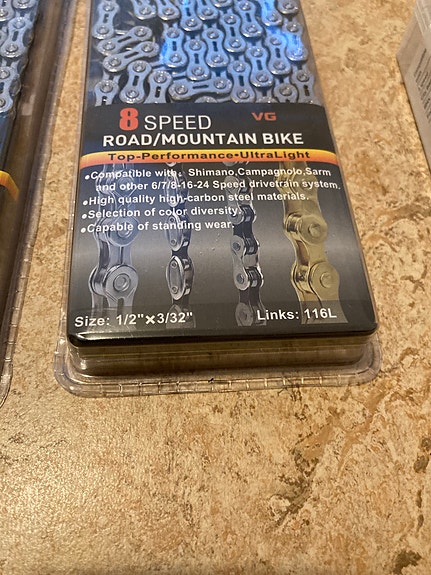 8 SPEED VG
ROAD/MOUNTAIN BIKE
Top-Performance•UltraLight
•Compatible with Shimano,Campagnolo,Sarm
and other 6/7/8-16-24 Speed drivetrain system.
•High quality high-carbon steel materials.
•Selection of color diversity.
•Capable of standing wear.
Size: 1/2"×3/32" Links: 116L